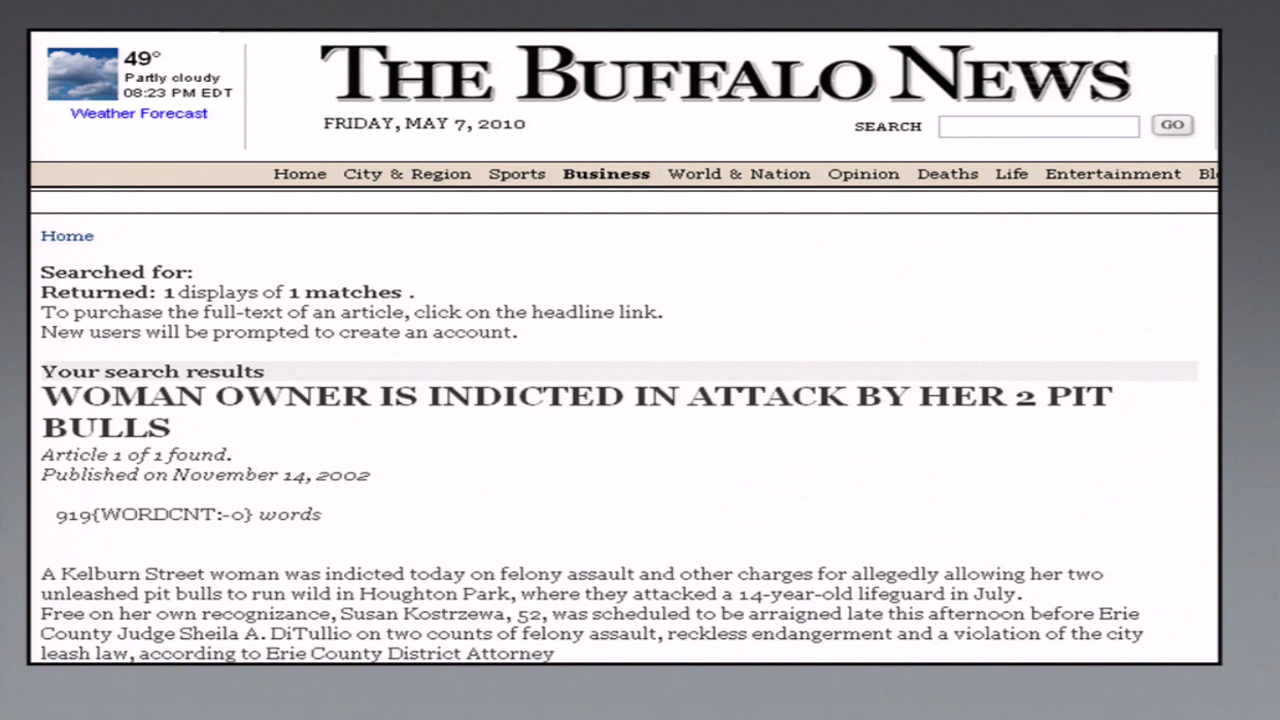 49°
Partly cloudy
08:23 PM EDT
Weather Forecast
THE BUFFALO NEWS
FRIDAY, MAY 7, 2010
SEARCH
GO
Home City & Region Sports Business World & Nation Opinion Deaths Life Entertainment
Home
Searched for:
Returned: 1 displays of 1 matches .
To purchase the full-text of an article, click on the headline link.
New users will be prompted to create an account.
Your search results
WOMAN OWNER IS INDICTED IN ATTACK BY HER 2 PIT
BULLS
Article 1 of 1 found.
Published on November 14, 2002
919{WORDCNT:-0} words
A Kelburn Street woman was indicted today on felony assault and other charges for allegedly allowing her two
unleashed pit bulls to run wild in Houghton Park, where they attacked a 14-year-old lifeguard in July.
Free on her own recognizance, Susan Kostrzewa, 52, was scheduled to be arraigned late this afternoon before Erie
County Judge Sheila A. DiTullio on two counts of felony assault, reckless endangerment and a violation of the city
leash law, according to Erie County District Attorney